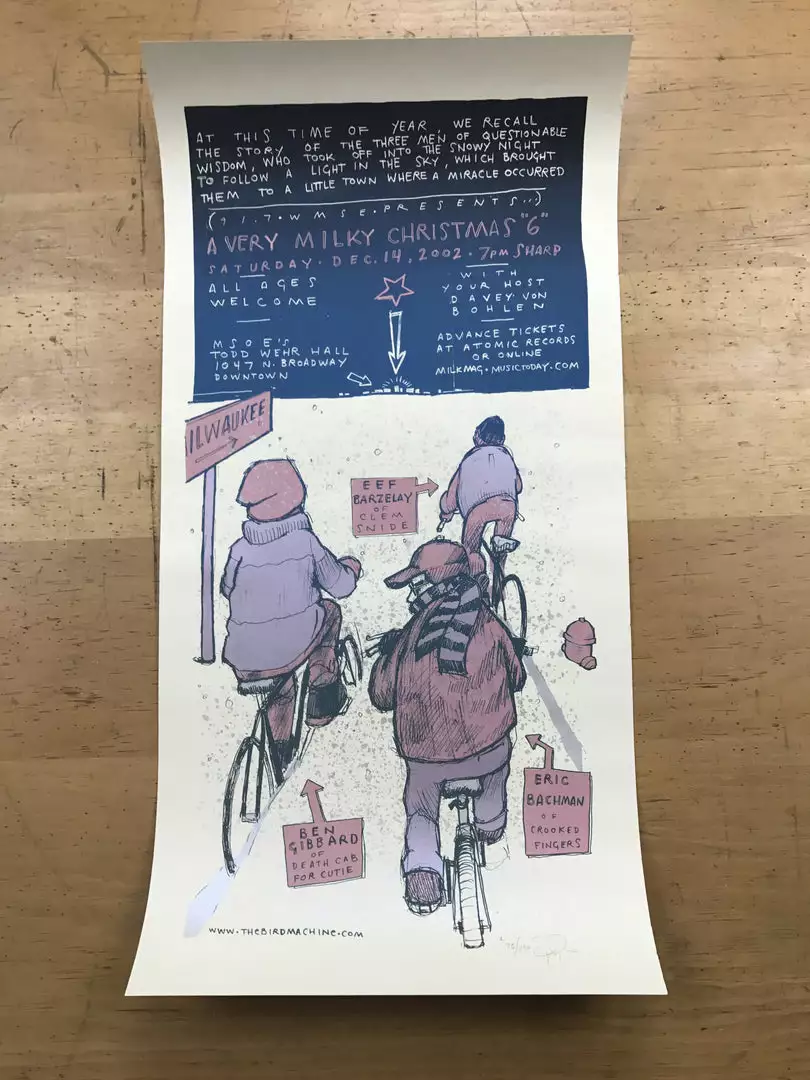 AT THIS TIME OF YEAR, WE RECALL
THE STORY OF THE THREE MEN OF QUESTIONABLE
WISDOM, WHO TOOK OFF INTO THE SNOWY NIGHT
TO FOLLOW A LIGHT IN THE SKY, WHICH BROUGHT
THEM TO A LITTLE TOWN WHERE A MIRACLE OCCURRED
(91.7•WMSE•PRESENTS...)
A VERY MILKY CHRISTMAS "6"
SATURDAY•DEC.14,2002•7PM SHARP
ALL AGES
WELCOME
WITH
YOUR HOST
DAVEY VON
BOHLEN
MSOE'S
TODD WEHR HALL
1047 N. BROADWAY
DOWNTOWN
ADVANCE TICKETS
AT ATOMIC RECORDS
OR ONLINE
MILKMAG•MUSICTODAY•COM
ILWAUKEE
EEF
BARZELAY
OF
CLEM
SNIDE
ERIC
BACHMAN
OF
CROOKED
FINGERS
BEN
GIBBARD
OF
DEATH CAB
FOR CUTIE
WWW•THEBIRDMACHINE•COM